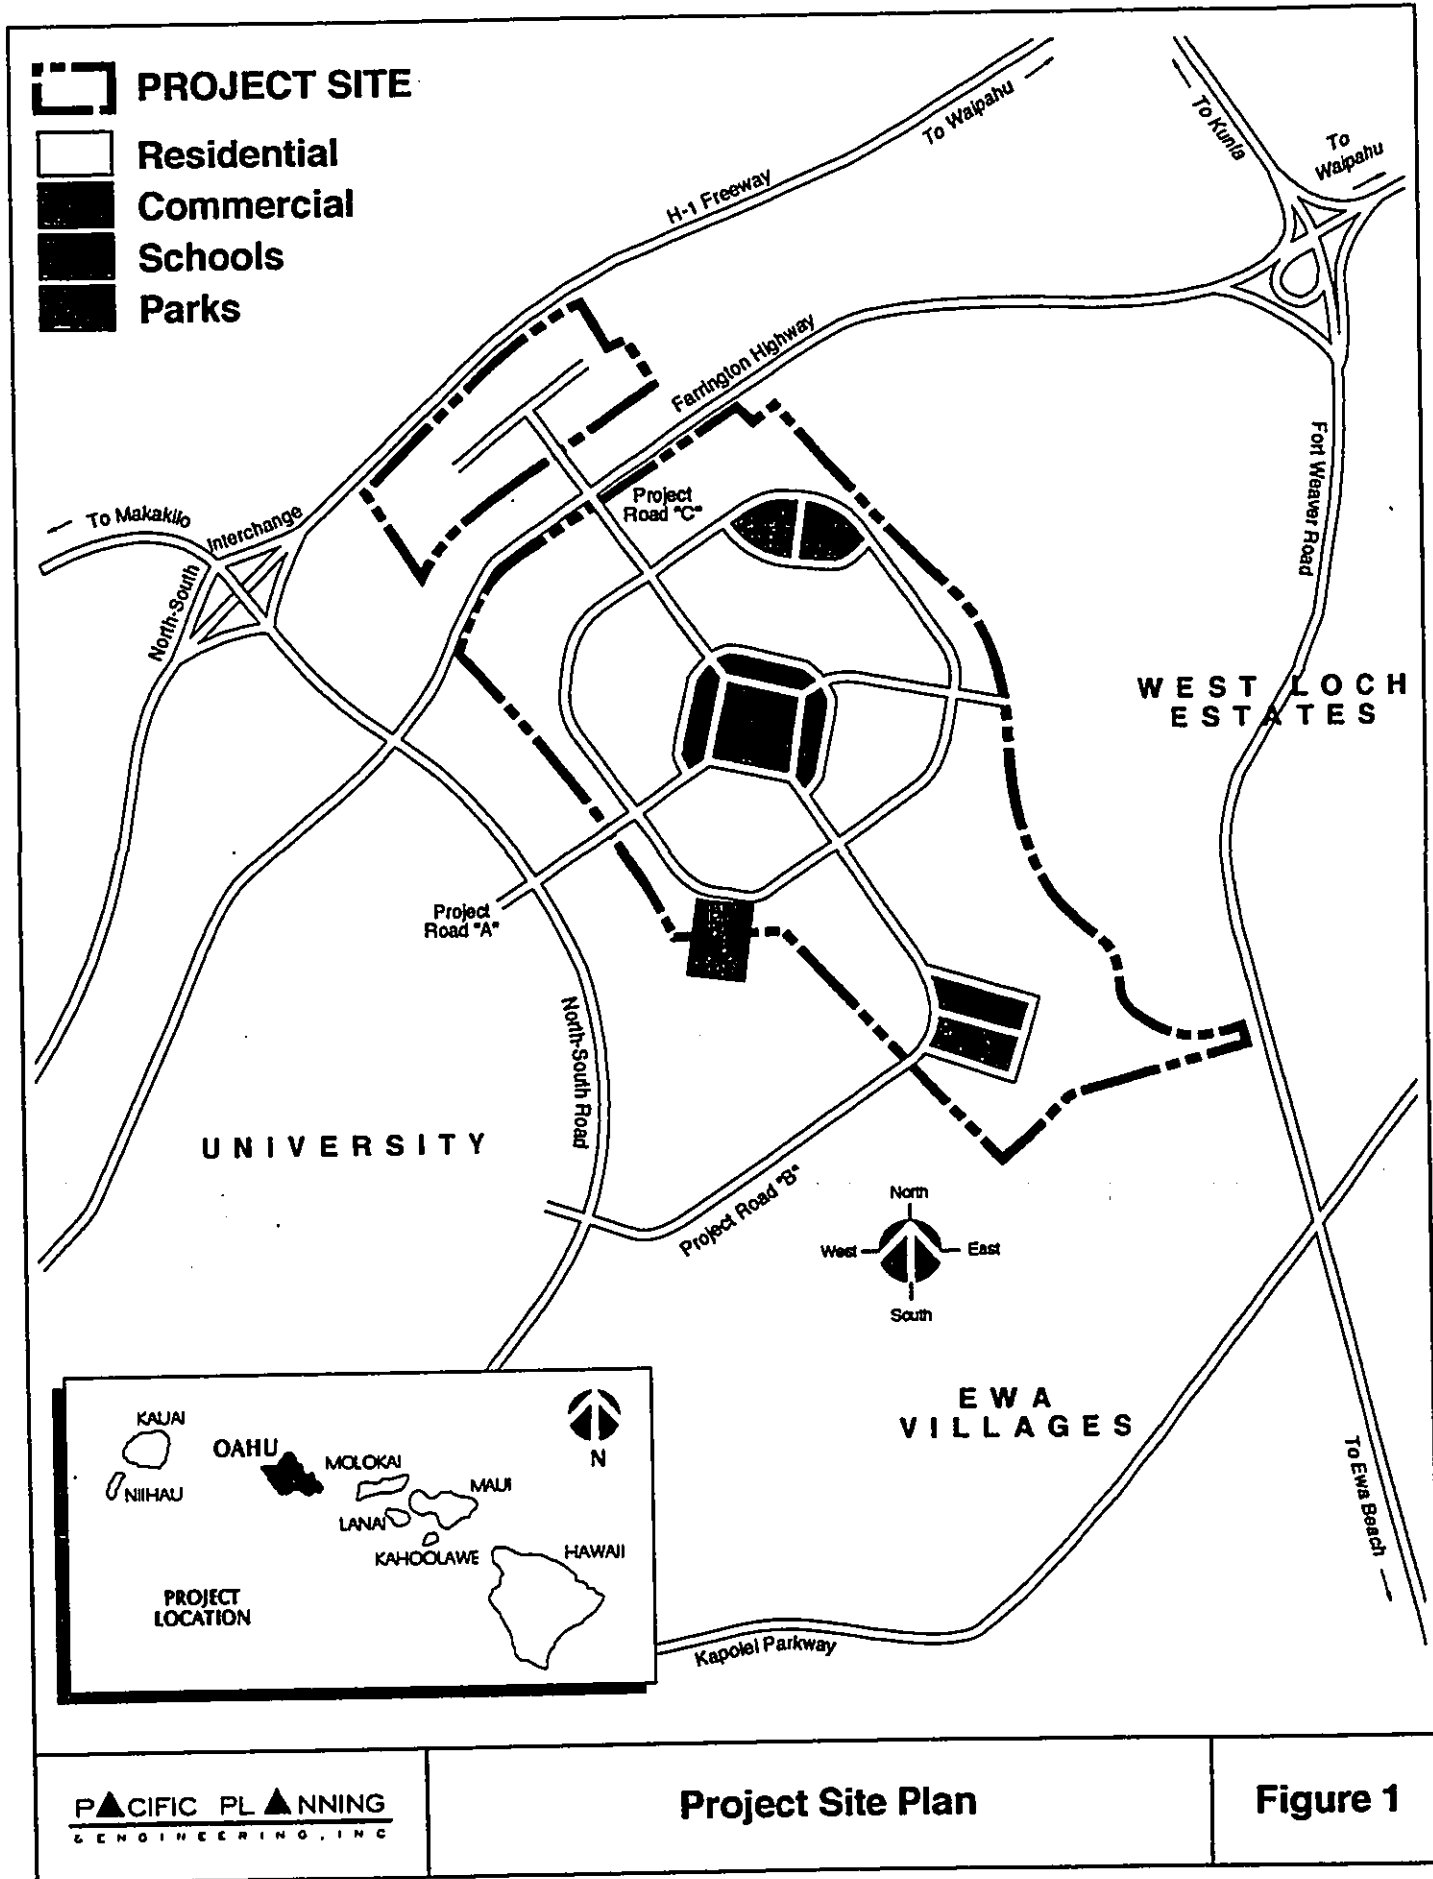 PROJECT SITE
Residential
Commercial
Schools
Parks
To Waipahu
To Kunia
To
Waipahu
H-1 Freeway
Farrington Highway
Fort Weaver Road
To Makakilo
Interchange
North-South
Project
Road "C"
WEST LOCH
ESTATES
Project
Road "A"
North-South Road
UNIVERSITY
Project Road "B"
North
West
East
South
EWA
VILLAGES
To Ewa Beach
Kapolei Parkway
KAUAI
OAHU
NIIHAU
MOLOKAI
MAUI
LANAI
KAHOOLAWE
HAWAII
N
PROJECT
LOCATION
PACIFIC PLANNING
& ENGINEERING, INC
Project Site Plan
Figure 1